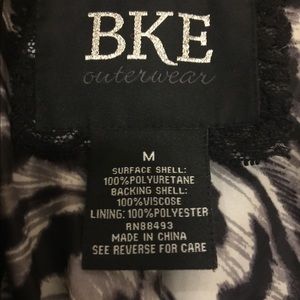 BKE
outerwear
M
SURFACE SHELL:
100%POLYURETANE
BACKING SHELL:
100%VISCOSE
LINING: 100%POLYESTER
RN88493
MADE IN CHINA
SEE REVERSE FOR CARE